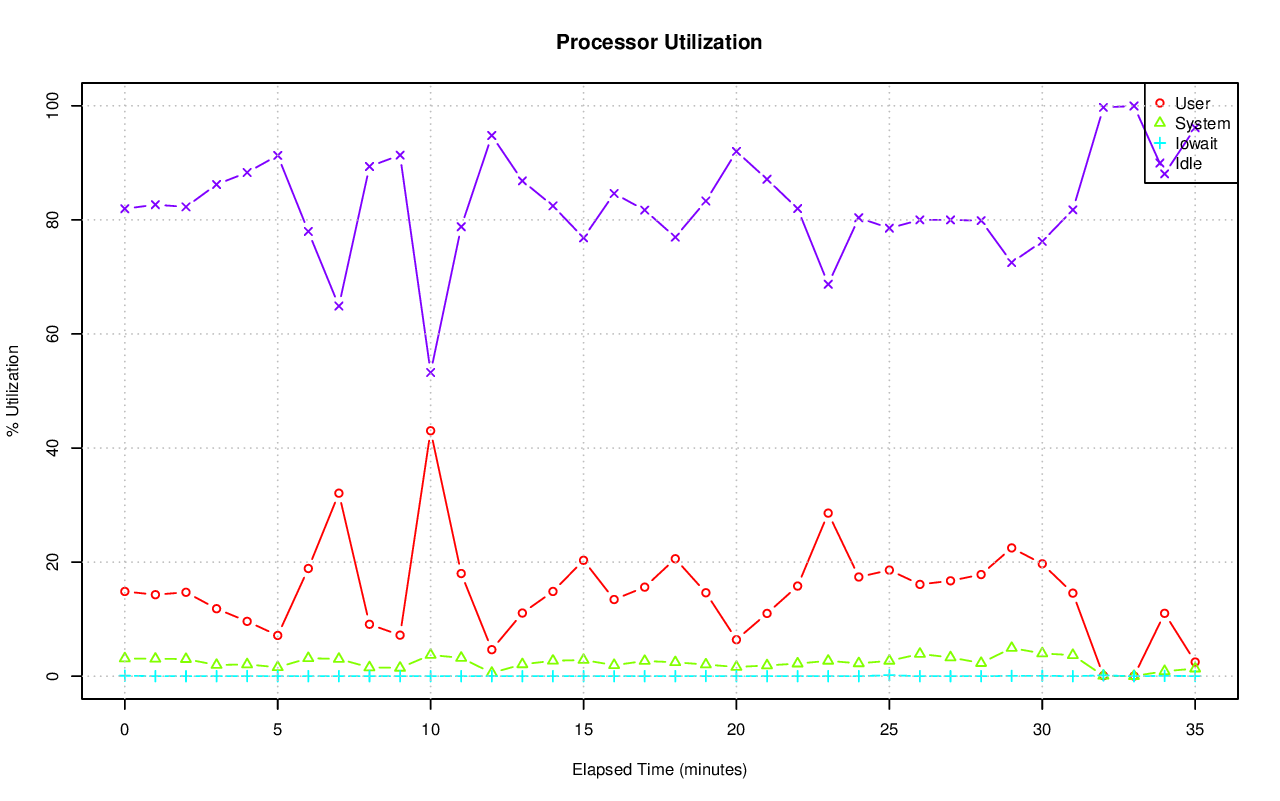 Processor Utilization
100
80
60
40
20
0
% Utilization
User
System
Iowait
Idle
0 5 10 15 20 25 30 35
Elapsed Time (minutes)